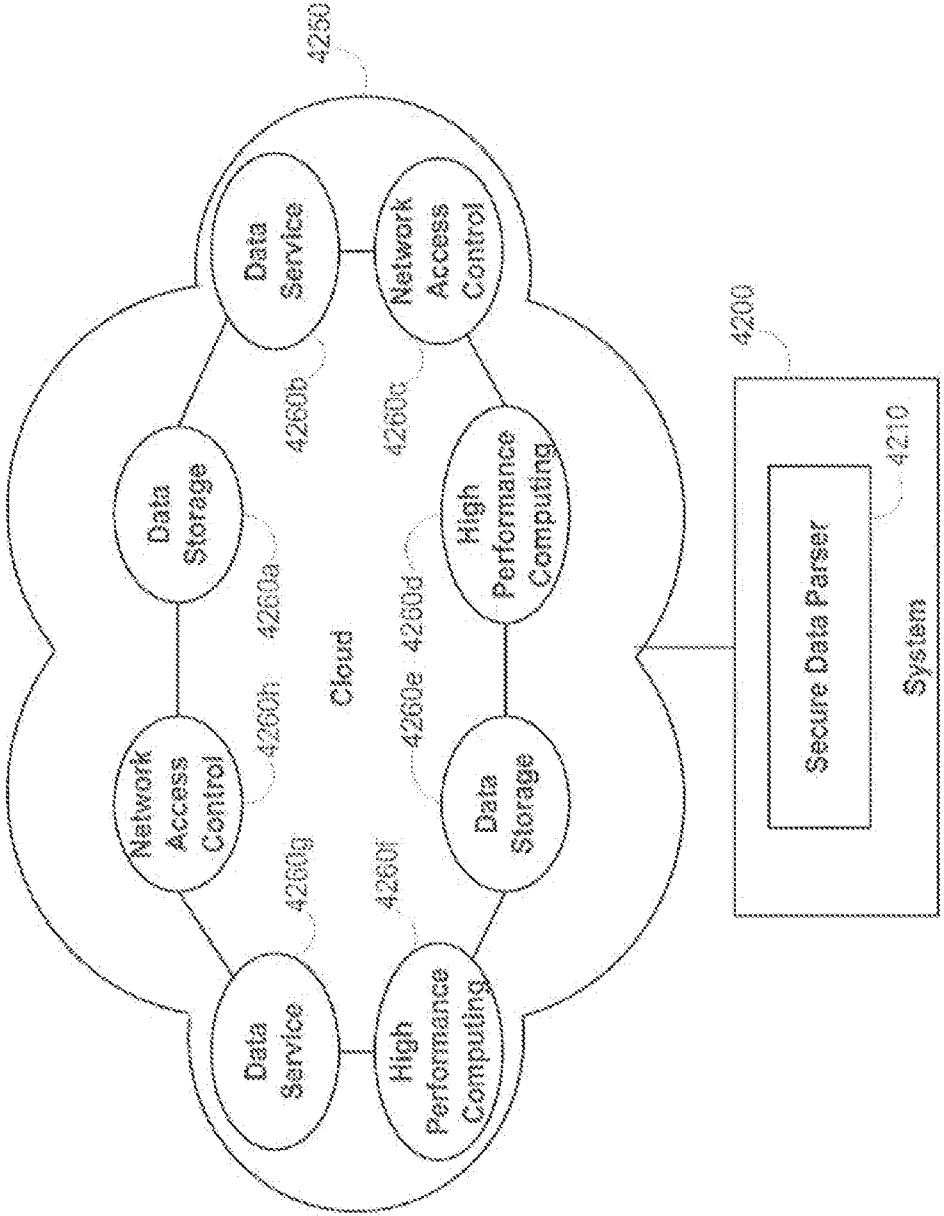 Network
Access
Control
Data
Storage
4260h
4260a
Data
Service
4260g
4260b
Data
Service
4250
Cloud
High
Performance
Computing
4260f
4260e
4260d
4260c
Network
Access
Control
Data
Storage
High
Performance
Computing
4200
Secure Data Parser
4210
System